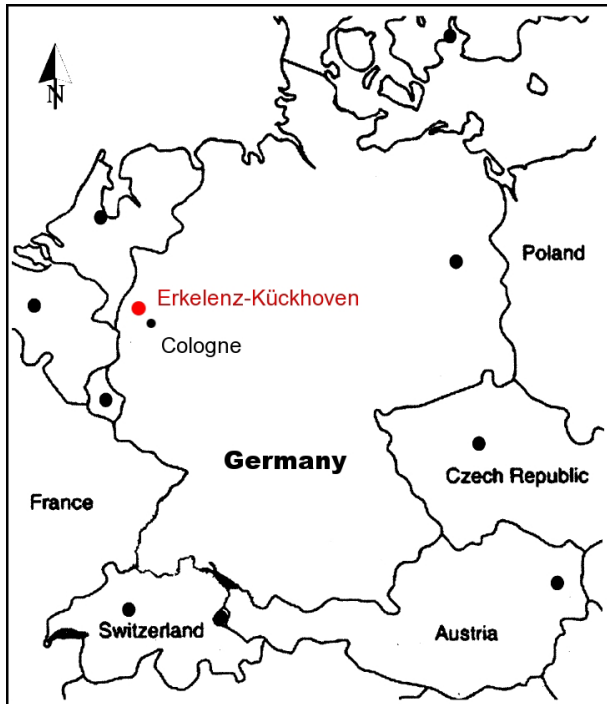 N
Poland
Erkelenz-Kückhoven
Cologne
Germany
Czech Republic
France
Switzerland
Austria